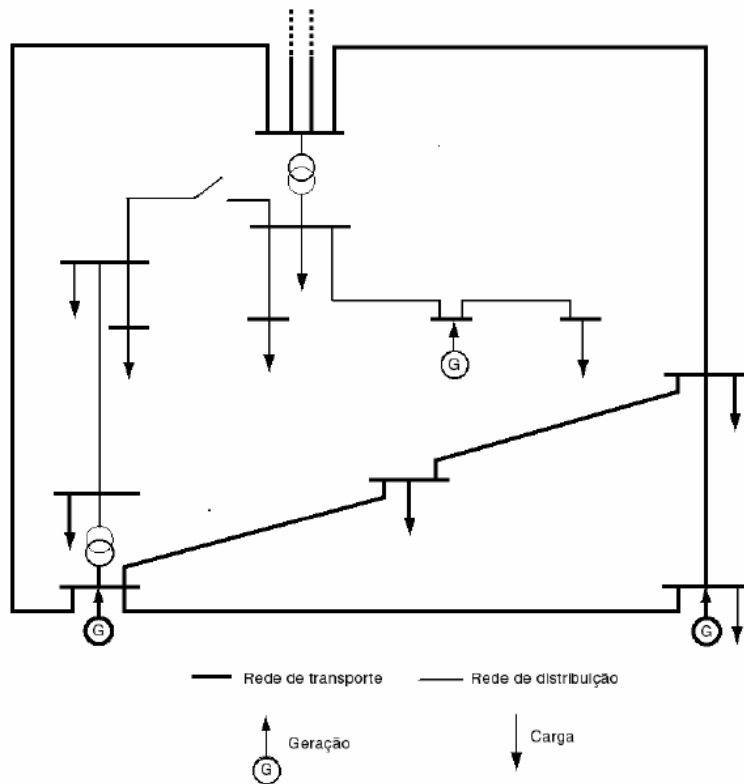 G
G
G
Rede de transporte
Rede de distribuição
Geração
G
Carga